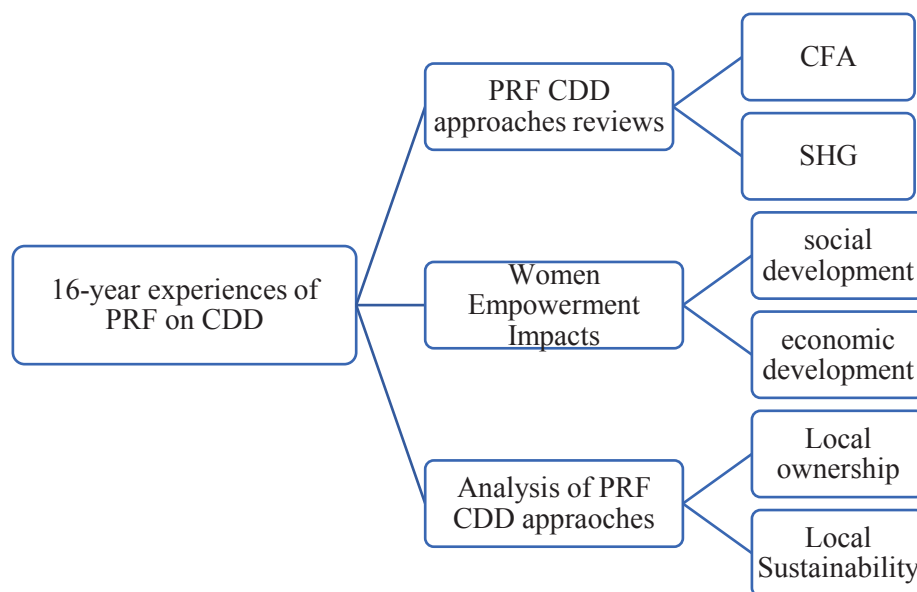 16-year experiences of
PRF on CDD
PRF CDD
approaches reviews
CFA
SHG
Women
Empowerment
Impacts
social
development
economic
development
Analysis of PRF
CDD appraoches
Local
ownership
Local
Sustainability